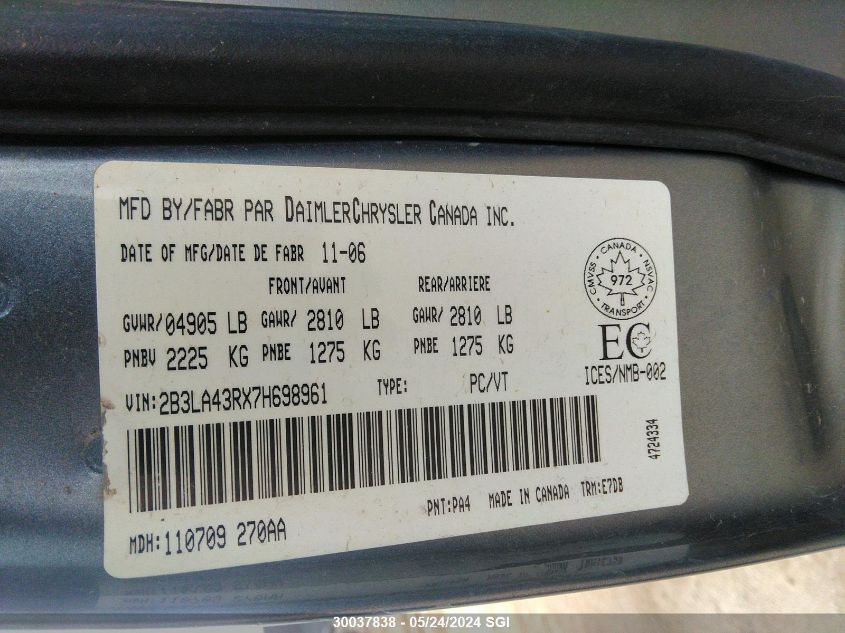 MFD BY/FABR PAR DAIMLERCHRYSLER CANADA INC.
DATE OF MFG/DATE DE FABR 11-06
FRONT/AVANT REAR/ARRIERE
GVWR/04905 LB GAWR/ 2810 LB GAWR/ 2810 LB
PNBV 2225 KG PNBE 1275 KG PNBE 1275 KG
VIN:2B3LA43RX7H698961 TYPE: PC/VT
CANADA
CMVSS 972 NSVAC
TRANSPORT
EC
ICES/NMB-002
4724334
PNT:PA4 MADE IN CANADA TRM:E7DB
MDH:110709 270AA
30037838 - 05/24/2024 SGI